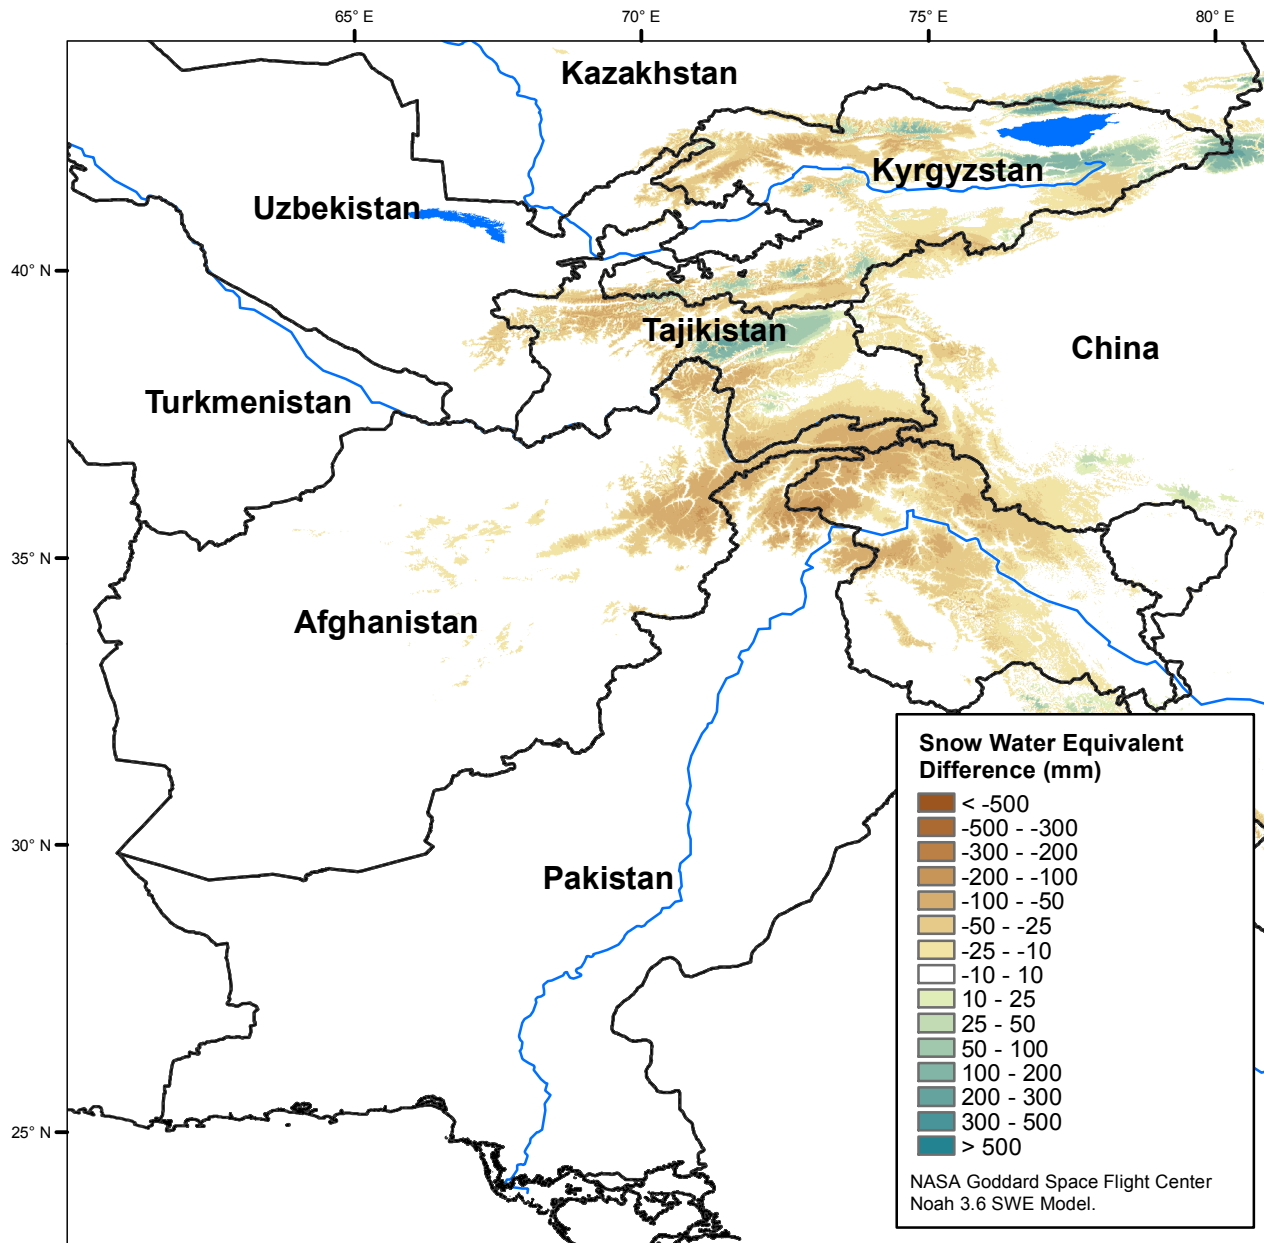 65° E
70° E
75° E
80° E
Kazakhstan
Kyrgyzstan
Uzbekistan
40° N
Tajikistan
China
Turkmenistan
35° N
Afghanistan
30° N
Pakistan
25° N
Snow Water Equivalent
Difference (mm)
< -500
-500 - -300
-300 - -200
-200 - -100
-100 - -50
-50 - -25
-25 - -10
-10 - 10
10 - 25
25 - 50
50 - 100
100 - 200
200 - 300
300 - 500
> 500
NASA Goddard Space Flight Center
Noah 3.6 SWE Model.